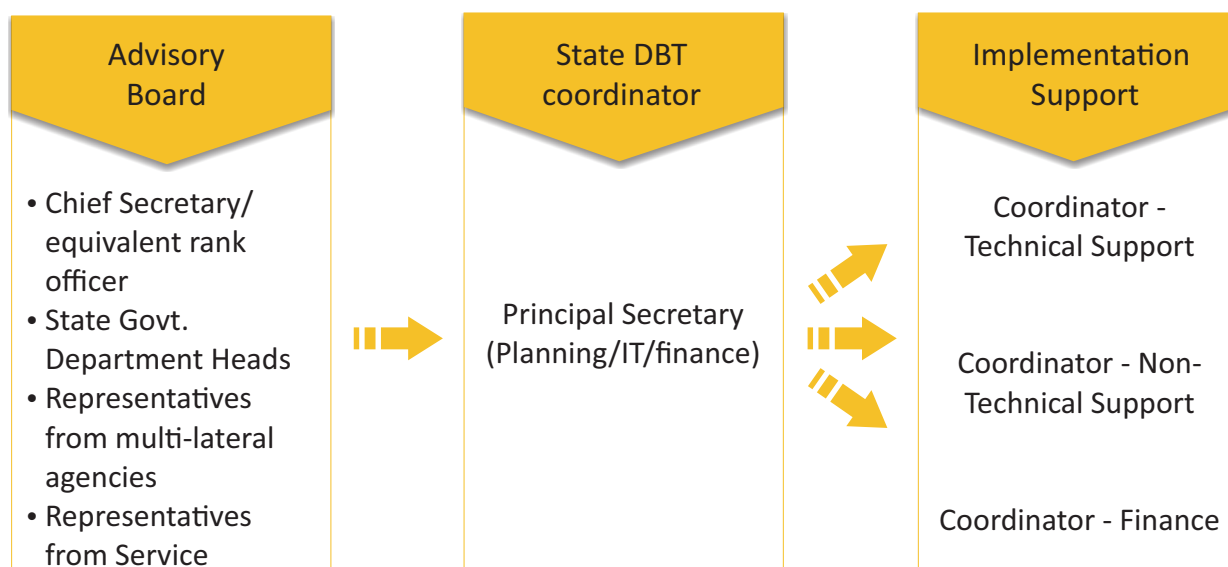 Advisory
Board
• Chief Secretary/
equivalent rank
officer
• State Govt.
Department Heads
• Representatives
from multi-lateral
agencies
• Representatives
from Service
State DBT
coordinator
Principal Secretary
(Planning/IT/finance)
Implementation
Support
Coordinator -
Technical Support
Coordinator - Non-
Technical Support
Coordinator - Finance